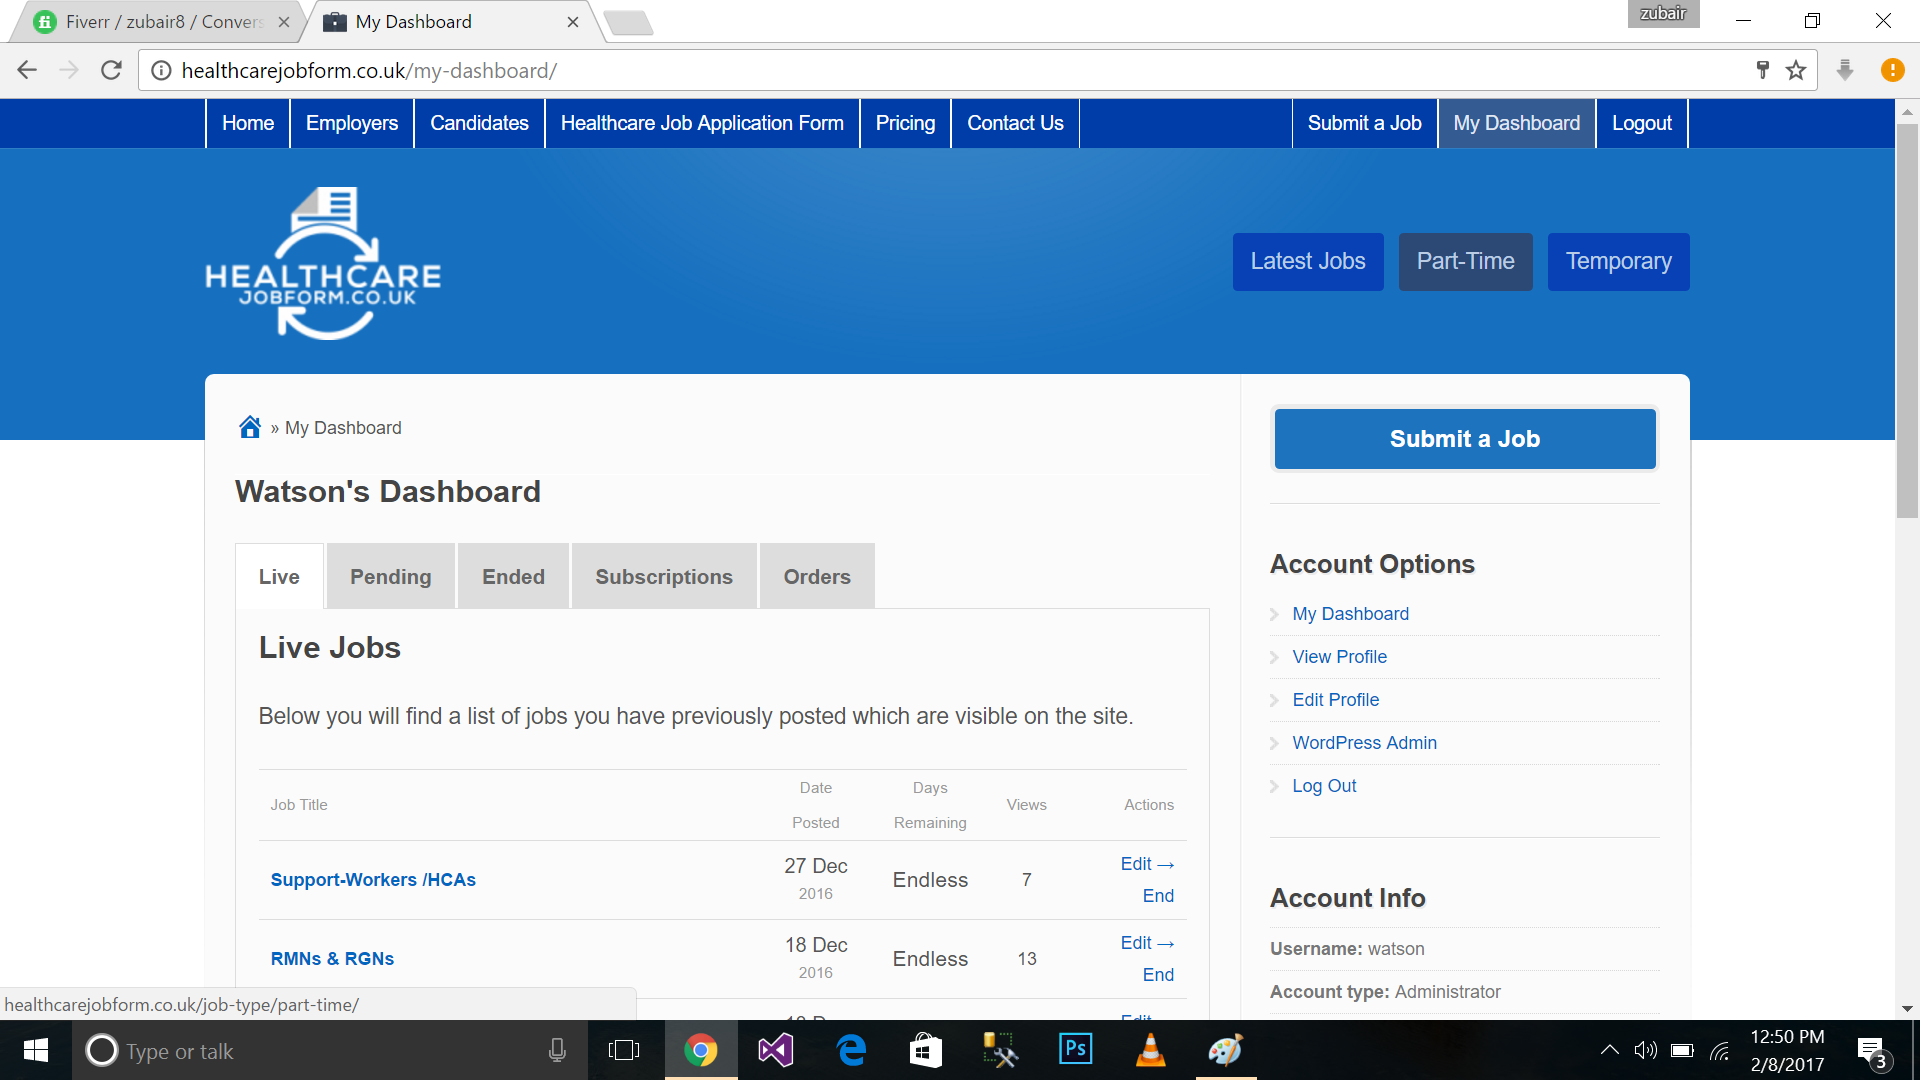 Fiverr / zubair8 / Convers
My Dashboard
zubair
healthcarejobform.co.uk/my-dashboard/
Home
Employers
Candidates
Healthcare Job Application Form
Pricing
Contact Us
Submit a Job
My Dashboard
Logout
HEALTHCARE
JOBFORM.CO.UK
Latest Jobs
Part-Time
Temporary
» My Dashboard
Watson's Dashboard
Live
Pending
Ended
Subscriptions
Orders
Live Jobs
Below you will find a list of jobs you have previously posted which are visible on the site.
Job Title
Date Posted
Days Remaining
Views
Actions
Support-Workers /HCAs
27 Dec
2016
Endless
7
Edit →
End
RMNs & RGNs
18 Dec
2016
Endless
13
Edit →
End
Submit a Job
Account Options
My Dashboard
View Profile
Edit Profile
WordPress Admin
Log Out
Account Info
Username: watson
Account type: Administrator
healthcarejobform.co.uk/job-type/part-time/
Type or talk
Ps
12:50 PM
2/8/2017
3